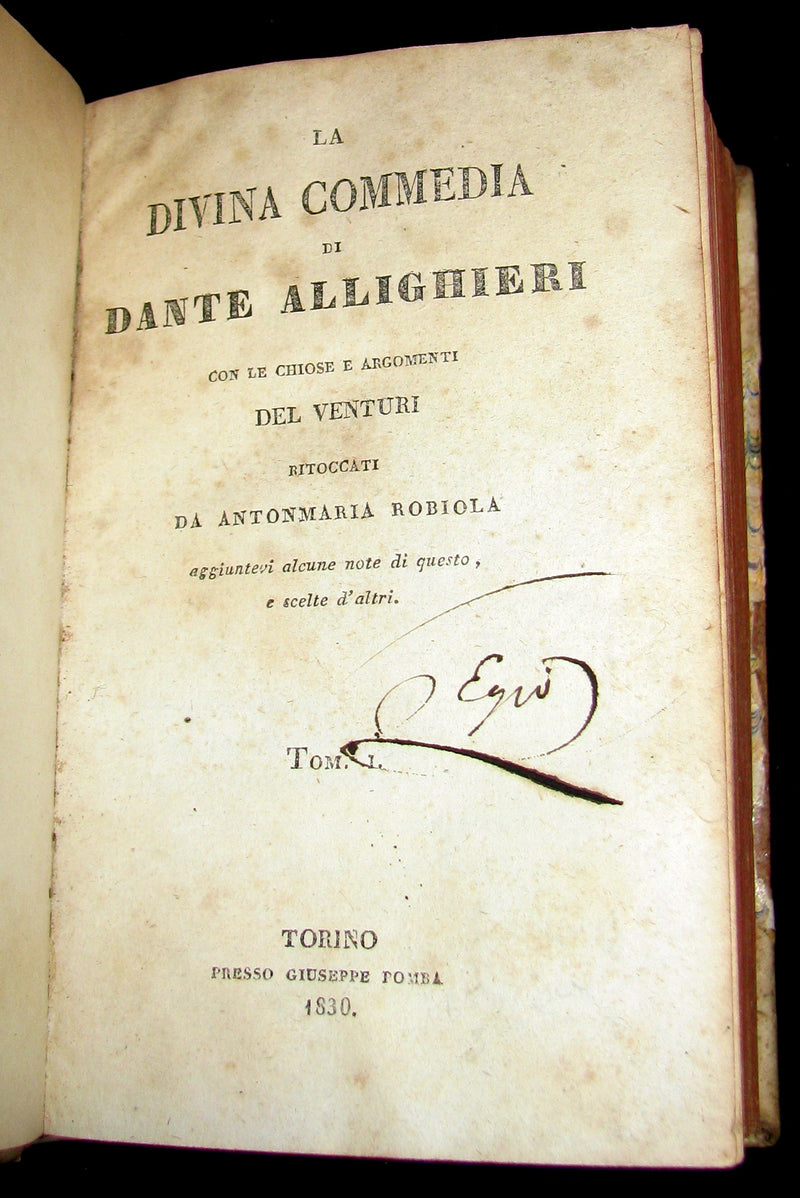 LA
DIVINA COMMEDIA
DI
DANTE ALLIGHIERI
CON LE CHIOSE E ARGOMENTI
DEL VENTURI
RITOCCATI
DA ANTONMARIA ROBIOLA
aggiuntevi alcune note di questo,
e scelte d'altri.
TOM. I.
TORINO
PRESSO GIUSEPPE POMBA
1830.